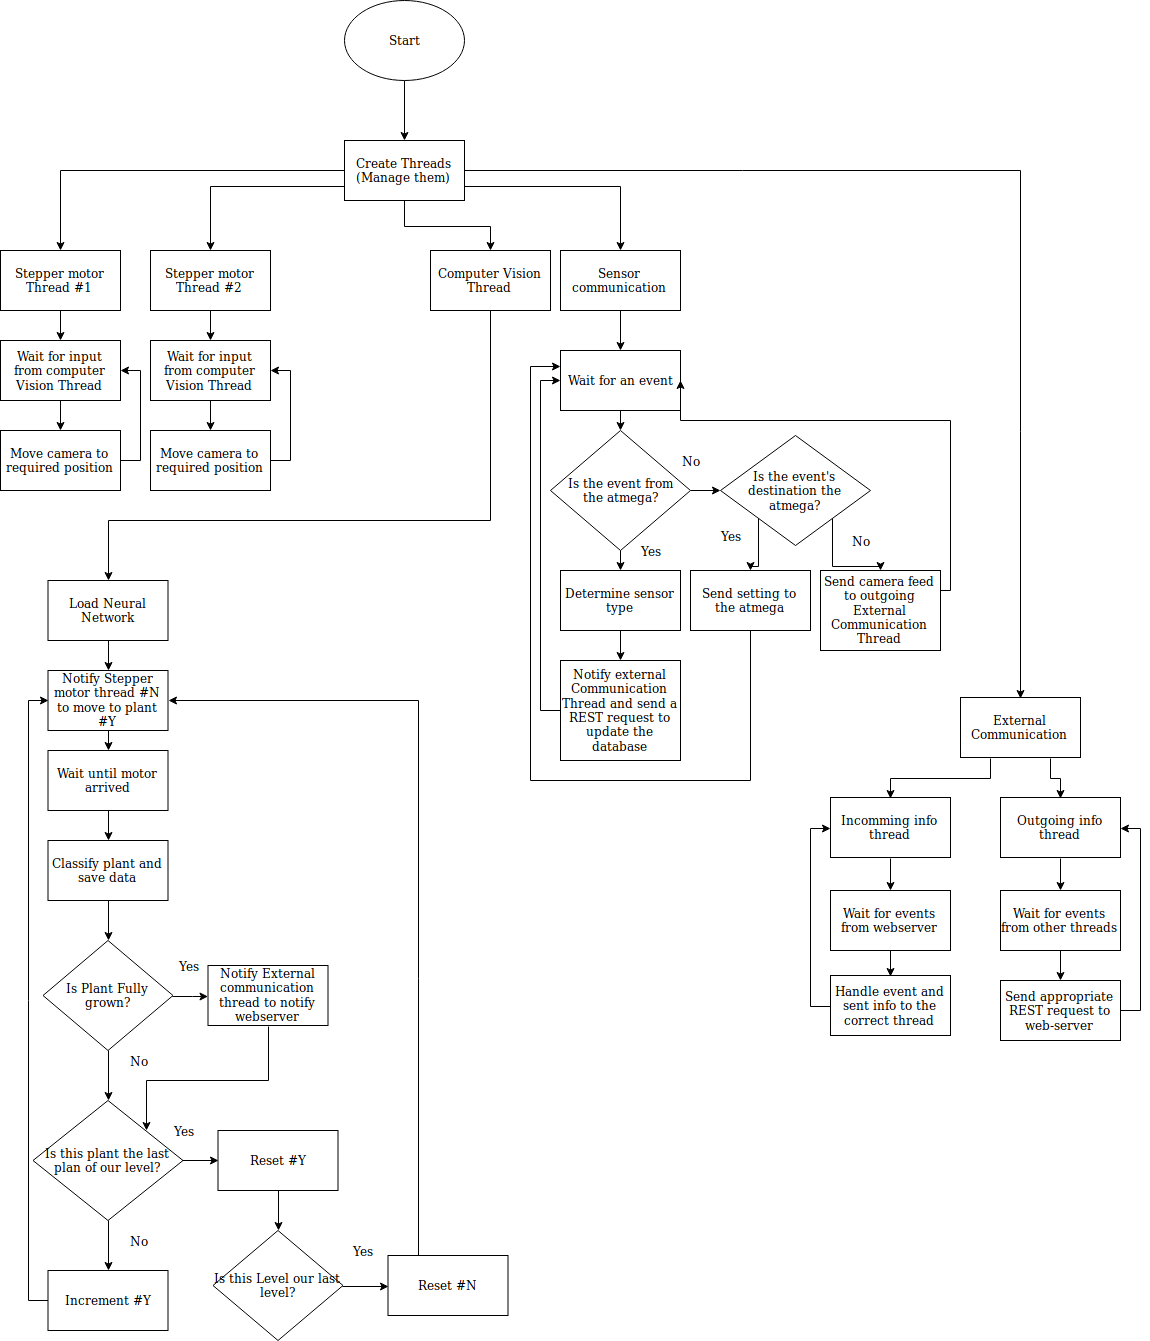 Start
Create Threads
(Manage them)
Stepper motor
Thread #1
Stepper motor
Thread #2
Computer Vision
Thread
Sensor
communication
Wait for input
from computer
Vision Thread
Wait for input
from computer
Vision Thread
Wait for an event
Move camera to
required position
Move camera to
required position
No
Is the event from
the atmega?
Is the event's
destination the
atmega?
Yes
Yes
No
Determine sensor
type
Send setting to
the atmega
Send camera feed
to outgoing
External
Communication
Thread
Notify external
Communication
Thread and send a
REST request to
update the
database
Load Neural
Network
Notify Stepper
motor thread #N
to move to plant
#Y
Wait until motor
arrived
Classify plant and
save data
Is Plant Fully
grown?
Yes
Notify External
communication
thread to notify
webserver
No
Is this plant the last
plan of our level?
Yes
Reset #Y
No
Increment #Y
Is this Level our last
level?
Yes
Reset #N
External
Communication
Incomming info
thread
Outgoing info
thread
Wait for events
from webserver
Wait for events
from other threads
Handle event and
sent info to the
correct thread
Send appropriate
REST request to
web-server